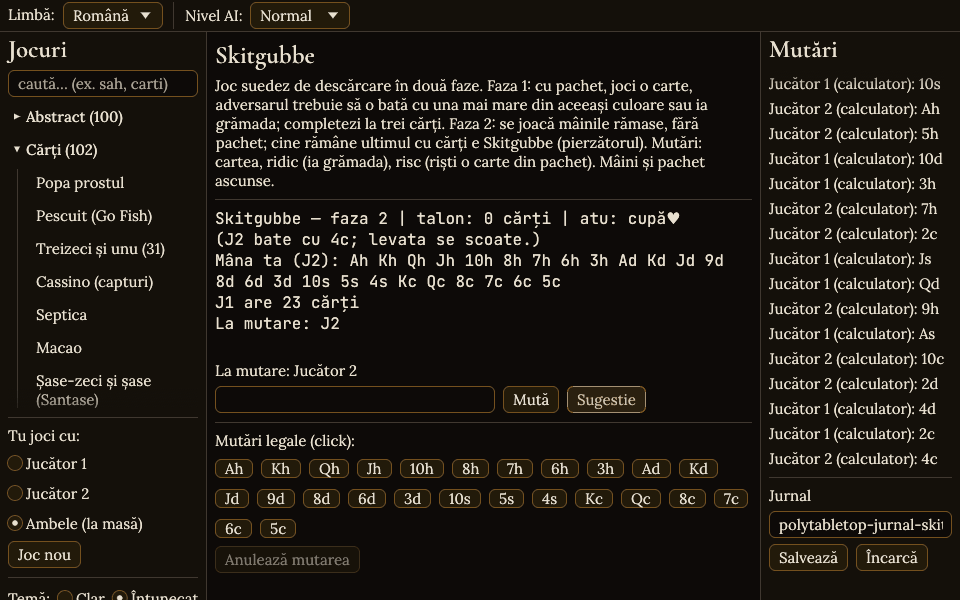 Limbă: Română ▼ Nivel AI: Normal ▼
Jocuri
caută... (ex. sah, carti)
▸ Abstract (100)
▾ Cărți (102)
Popa prostul
Pescuit (Go Fish)
Treizeci și unu (31)
Cassino (capturi)
Septica
Macao
Șase-zeci și șase
(Santase)
Tu joci cu:
Jucător 1
Jucător 2
Ambele (la masă)
Joc nou
Temă: Clar Întunecat
Skitgubbe
Joc suedez de descărcare în două faze. Faza 1: cu pachet, joci o carte,
adversarul trebuie să o bată cu una mai mare din aceeași culoare sau ia
grămada; completezi la trei cărți. Faza 2: se joacă mâinile rămase, fără
pachet; cine rămâne ultimul cu cărți e Skitgubbe (pierzătorul). Mutări:
cartea, ridic (ia grămada), risc (riști o carte din pachet). Mâini și pachet
ascunse.
Skitgubbe — faza 2 | talon: 0 cărți | atu: cupă♥
(J2 bate cu 4c; levata se scoate.)
Mâna ta (J2): Ah Kh Qh Jh 10h 8h 7h 6h 3h Ad Kd Jd 9d
8d 6d 3d 10s 5s 4s Kc Qc 8c 7c 6c 5c
J1 are 23 cărți
La mutare: J2
La mutare: Jucător 2
Mută Sugestie
Mutări legale (click):
Ah Kh Qh Jh 10h 8h 7h 6h 3h Ad Kd
Jd 9d 8d 6d 3d 10s 5s 4s Kc Qc 8c 7c
6c 5c
Anulează mutarea
Mutări
Jucător 1 (calculator): 10s
Jucător 2 (calculator): Ah
Jucător 2 (calculator): 5h
Jucător 1 (calculator): 10d
Jucător 1 (calculator): 3h
Jucător 2 (calculator): 7h
Jucător 2 (calculator): 2c
Jucător 1 (calculator): Js
Jucător 1 (calculator): Qd
Jucător 2 (calculator): 9h
Jucător 1 (calculator): As
Jucător 2 (calculator): 10c
Jucător 2 (calculator): 2d
Jucător 1 (calculator): 4d
Jucător 1 (calculator): 2c
Jucător 2 (calculator): 4c
Jurnal
polytabletop-jurnal-skit
Salvează Încarcă